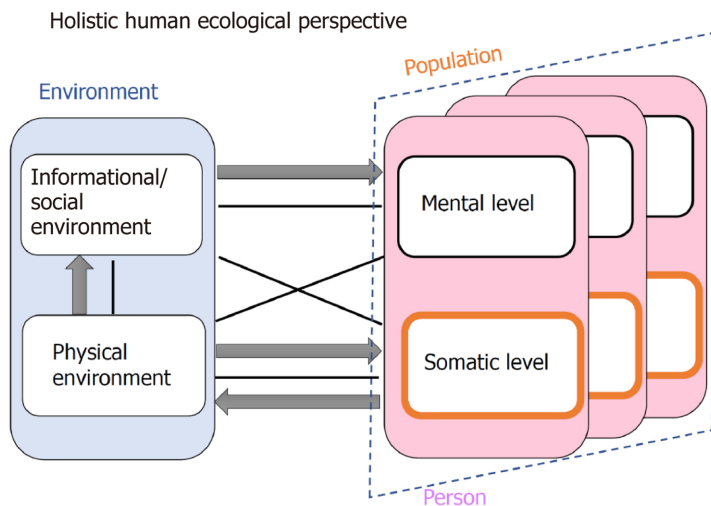 Holistic human ecological perspective
Population
Environment
Informational/
social
environment
Mental level
Physical
environment
Somatic level
Person